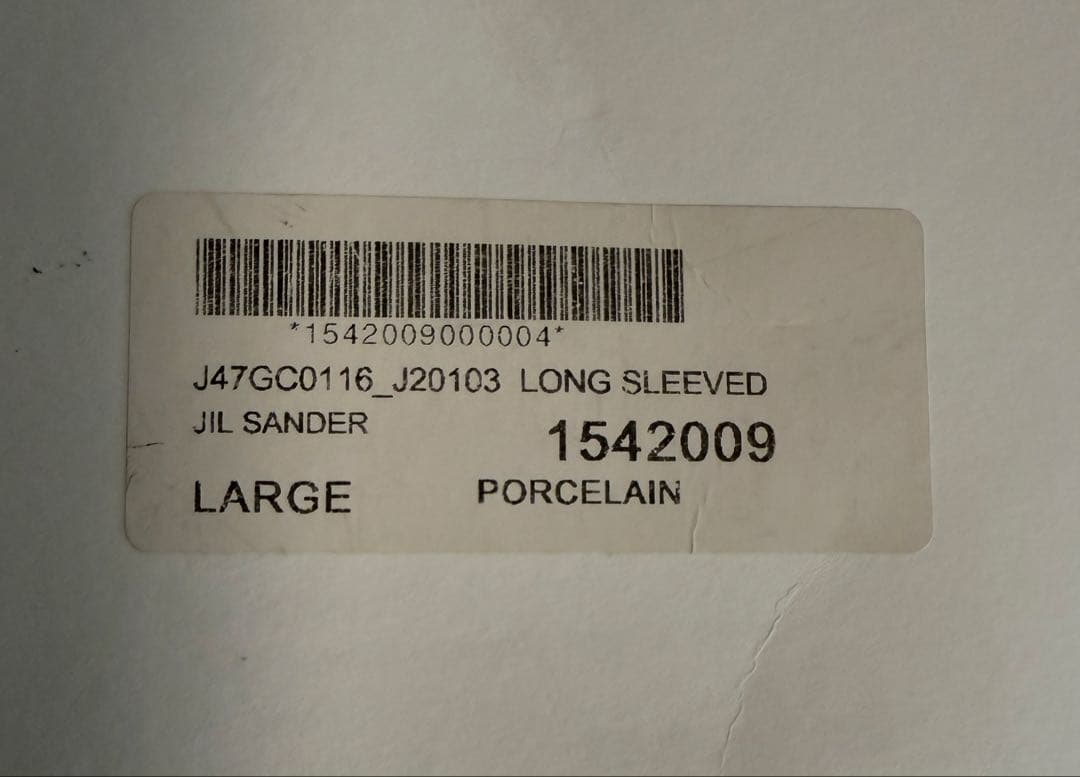 *1542009000004*
J47GC0116_J20103 LONG SLEEVED
JIL SANDER
1542009
LARGE
PORCELAIN